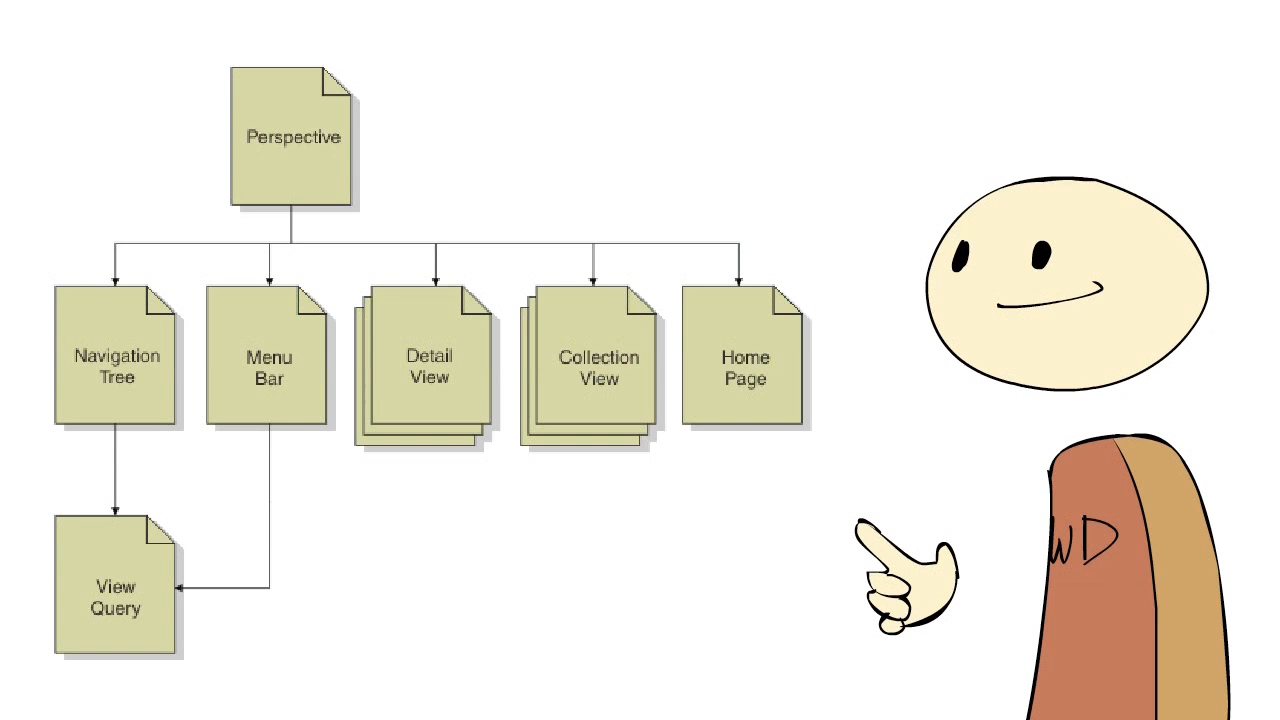 Perspective
Navigation
Tree
Menu
Bar
Detail
View
Collection
View
Home
Page
View
Query
WD